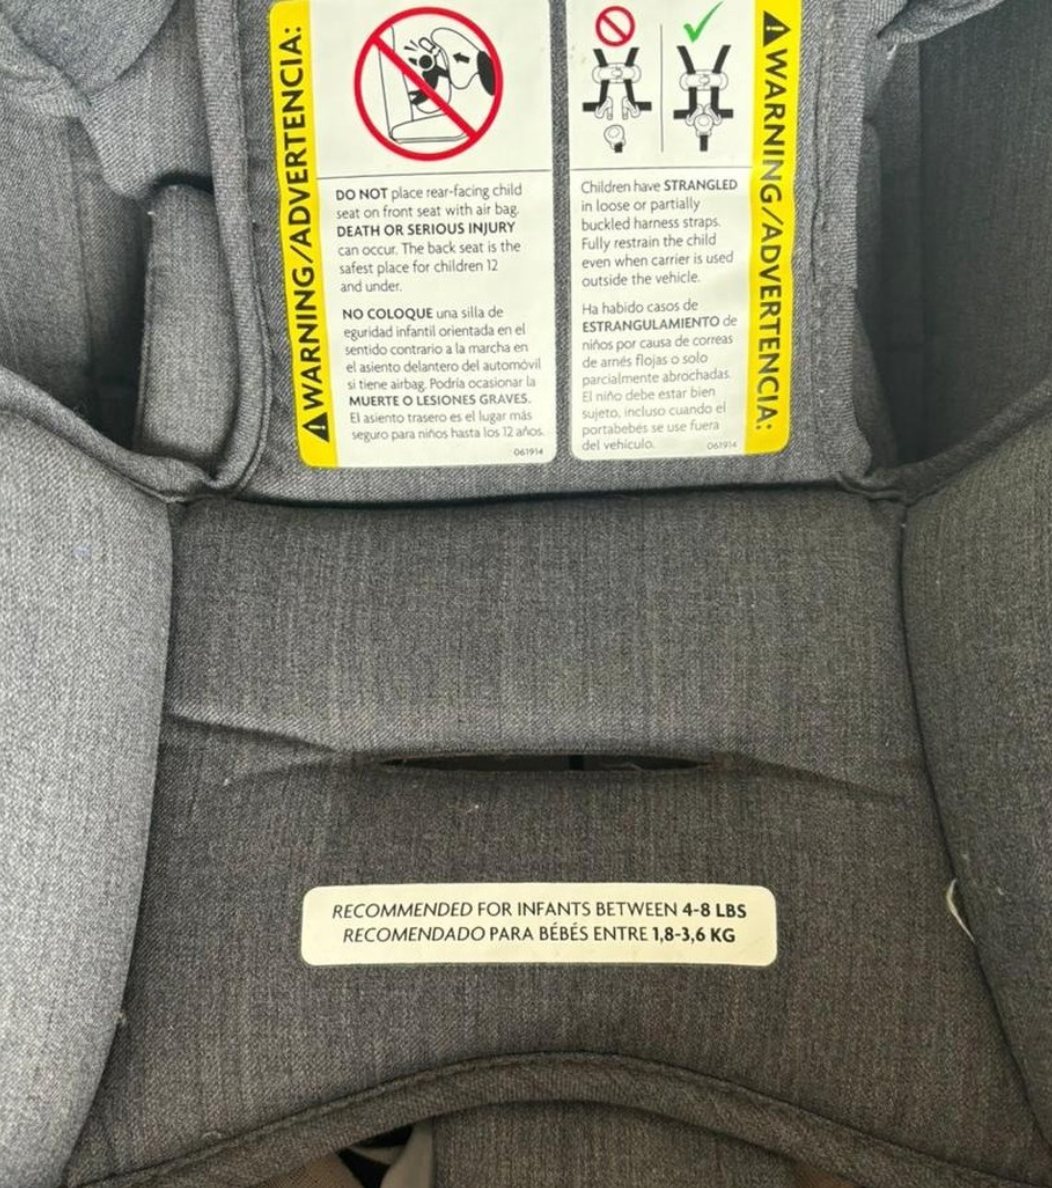 ⚠WARNING/ADVERTENCIA:
DO NOT place rear-facing child
seat on front seat with air bag.
DEATH OR SERIOUS INJURY
can occur. The back seat is the
safest place for children 12
and under.
NO COLOQUE una silla de
eguridad infantil orientada en el
sentido contrario a la marcha en
el asiento delantero del automóvil
si tiene airbag. Podría ocasionar la
MUERTE O LESIONES GRAVES.
El asiento trasero es el lugar más
seguro para niños hasta los 12 años.
061914
Children have STRANGLED
in loose or partially
buckled harness straps.
Fully restrain the child
even when carrier is used
outside the vehicle.
Ha habido casos de
ESTRANGULAMIENTO de
niños por causa de correas
de arnés flojas o solo
parcialmente abrochadas.
El niño debe estar bien
sujeto, incluso cuando el
portabebés se use fuera
del vehículo.
061914
⚠WARNING/ADVERTENCIA:
RECOMMENDED FOR INFANTS BETWEEN 4-8 LBS
RECOMENDADO PARA BÉBÉS ENTRE 1,8-3,6 KG